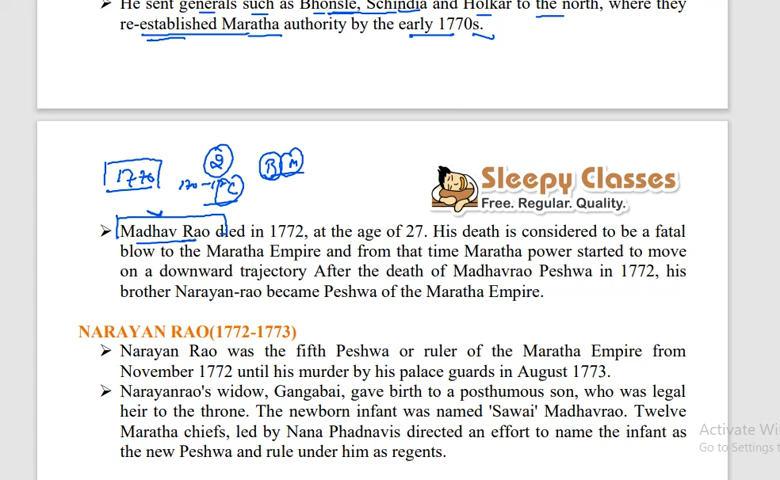 ➤ He sent generals such as Bhonsle, Schindia and Holkar to the north, where they
re-established Maratha authority by the early 1770s.
1770
2
B M
Sleepy Classes
Free. Regular. Quality.
➤ Madhav Rao died in 1772, at the age of 27. His death is considered to be a fatal
blow to the Maratha Empire and from that time Maratha power started to move
on a downward trajectory After the death of Madhavrao Peshwa in 1772, his
brother Narayan-rao became Peshwa of the Maratha Empire.
NARAYAN RAO(1772-1773)
➤ Narayan Rao was the fifth Peshwa or ruler of the Maratha Empire from
November 1772 until his murder by his palace guards in August 1773.
➤ Narayanrao's widow, Gangabai, gave birth to a posthumous son, who was legal
heir to the throne. The newborn infant was named 'Sawai' Madhavrao. Twelve
Maratha chiefs, led by Nana Phadnavis directed an effort to name the infant as
the new Peshwa and rule under him as regents.
Activate Wi
Go to Settings t